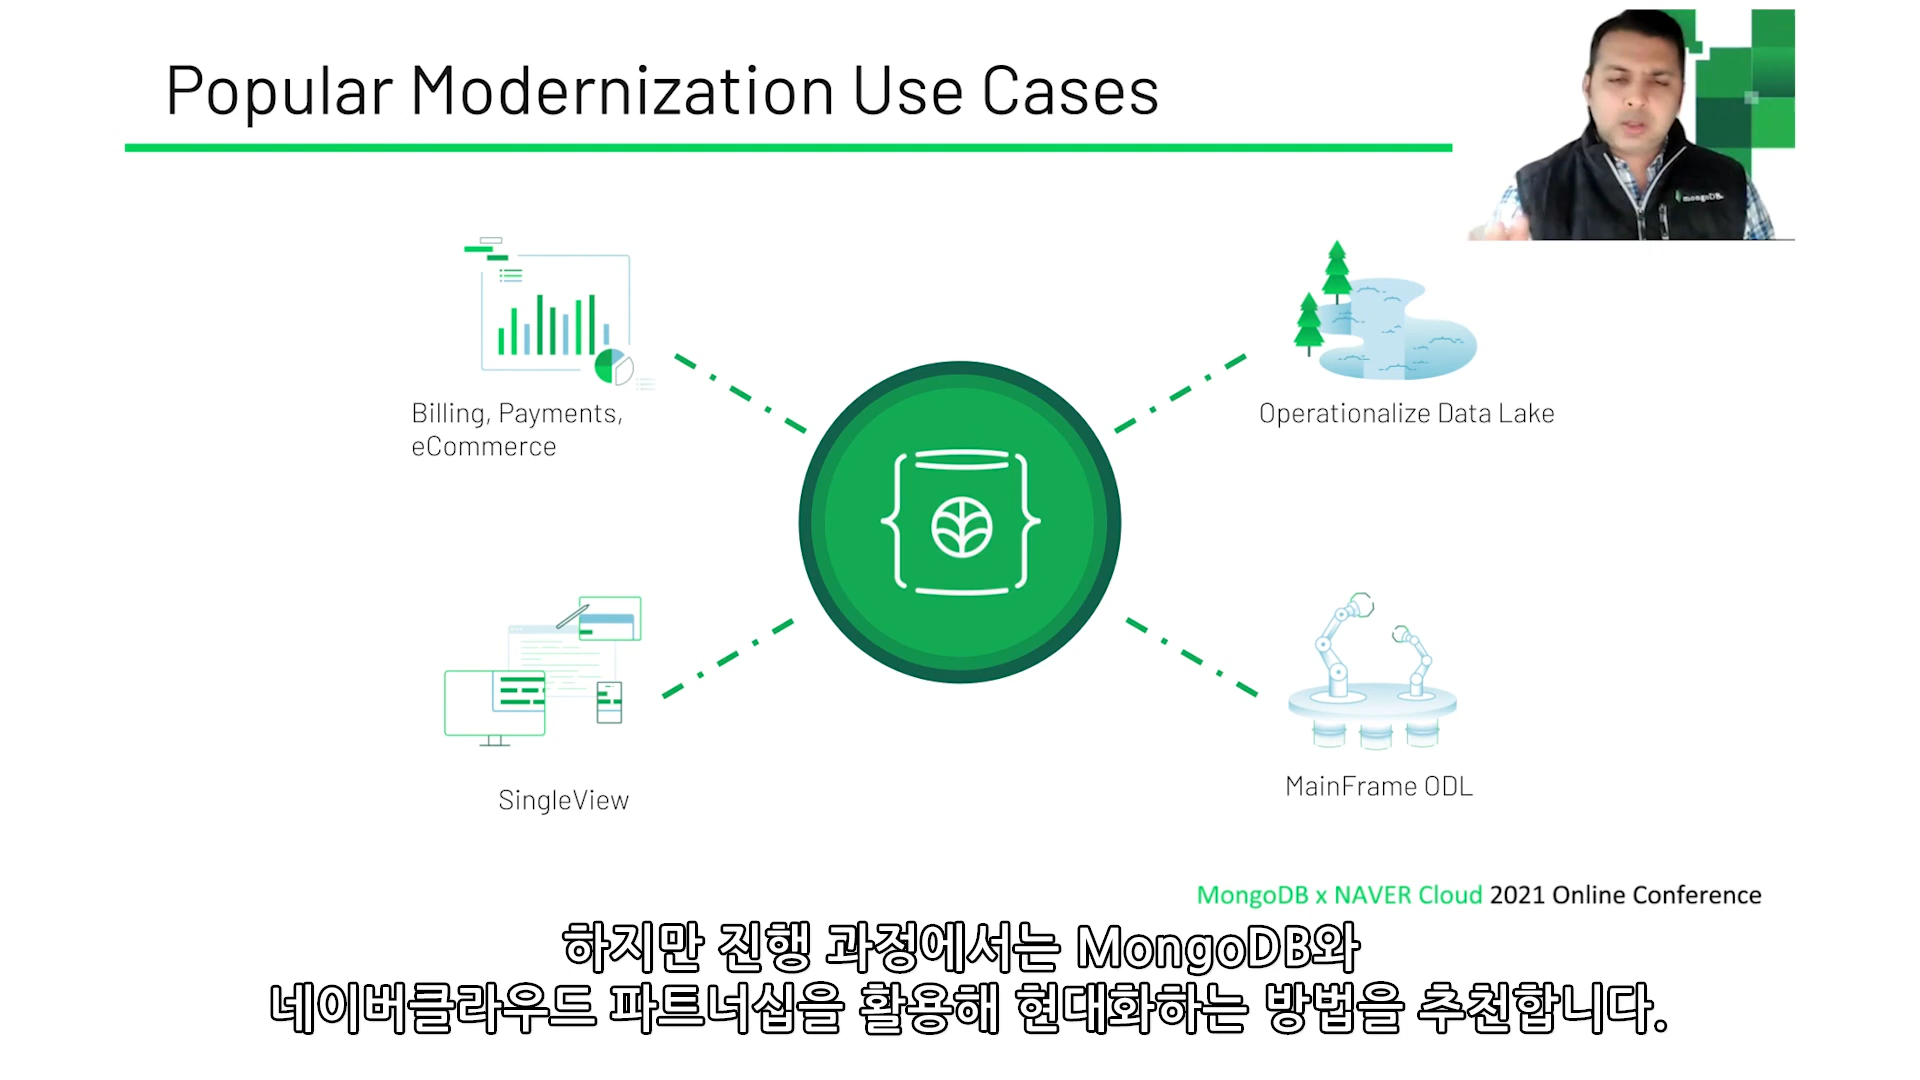 Popular Modernization Use Cases
mongoDB
Billing, Payments,
eCommerce
Operationalize Data Lake
SingleView
MainFrame ODL
MongoDB x NAVER Cloud 2021 Online Conference
하지만 진행 과정에서는 MongoDB와
네이버클라우드 파트너십을 활용해 현대화하는 방법을 추천합니다.